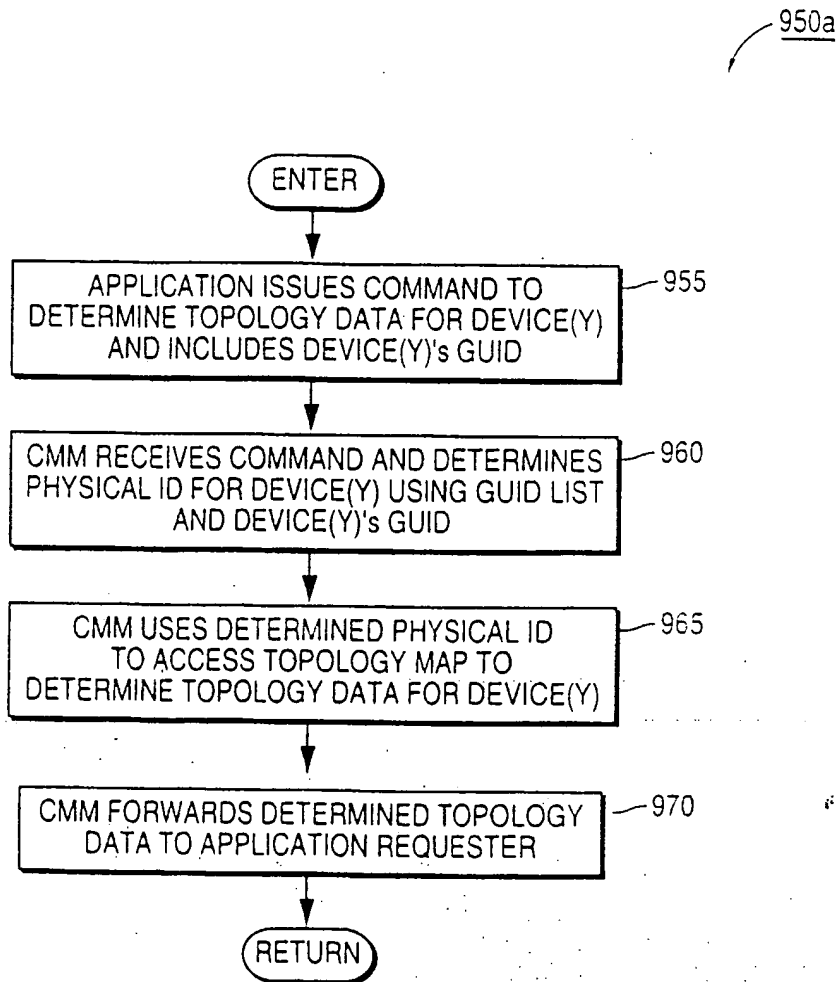 950a
ENTER
APPLICATION ISSUES COMMAND TO
DETERMINE TOPOLOGY DATA FOR DEVICE(Y)
AND INCLUDES DEVICE(Y)'s GUID
955
CMM RECEIVES COMMAND AND DETERMINES
PHYSICAL ID FOR DEVICE(Y) USING GUID LIST
AND DEVICE(Y)'s GUID
960
CMM USES DETERMINED PHYSICAL ID
TO ACCESS TOPOLOGY MAP TO
DETERMINE TOPOLOGY DATA FOR DEVICE(Y)
965
CMM FORWARDS DETERMINED TOPOLOGY
DATA TO APPLICATION REQUESTER
970
RETURN